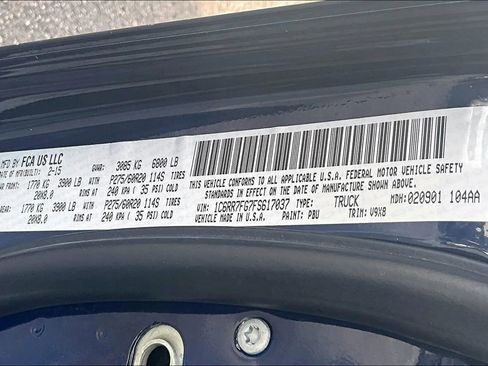 FCA US LLC
GVWR: 3085 KG 6800 LB
DATE OF MFR(BUILT): 2-15
1770 KG 3900 LB WITH P275/60R20 114S TIRES
20X8.0 RIMS AT 240 KPA ( 35 PSI) COLD
REAR: 1770 KG 3900 LB WITH P275/60R20 114S TIRES
20X8.0 RIMS AT 240 KPA ( 35 PSI) COLD
THIS VEHICLE CONFORMS TO ALL APPLICABLE U.S.A. FEDERAL MOTOR VEHICLE SAFETY
STANDARDS IN EFFECT ON THE DATE OF MANUFACTURE SHOWN ABOVE.
VIN: 1C6RR7FG7FS617037 TYPE: TRUCK MDH: 020901 104AA
VEHICLE MADE IN U.S.A. PAINT: PBU TRIM: V9X8